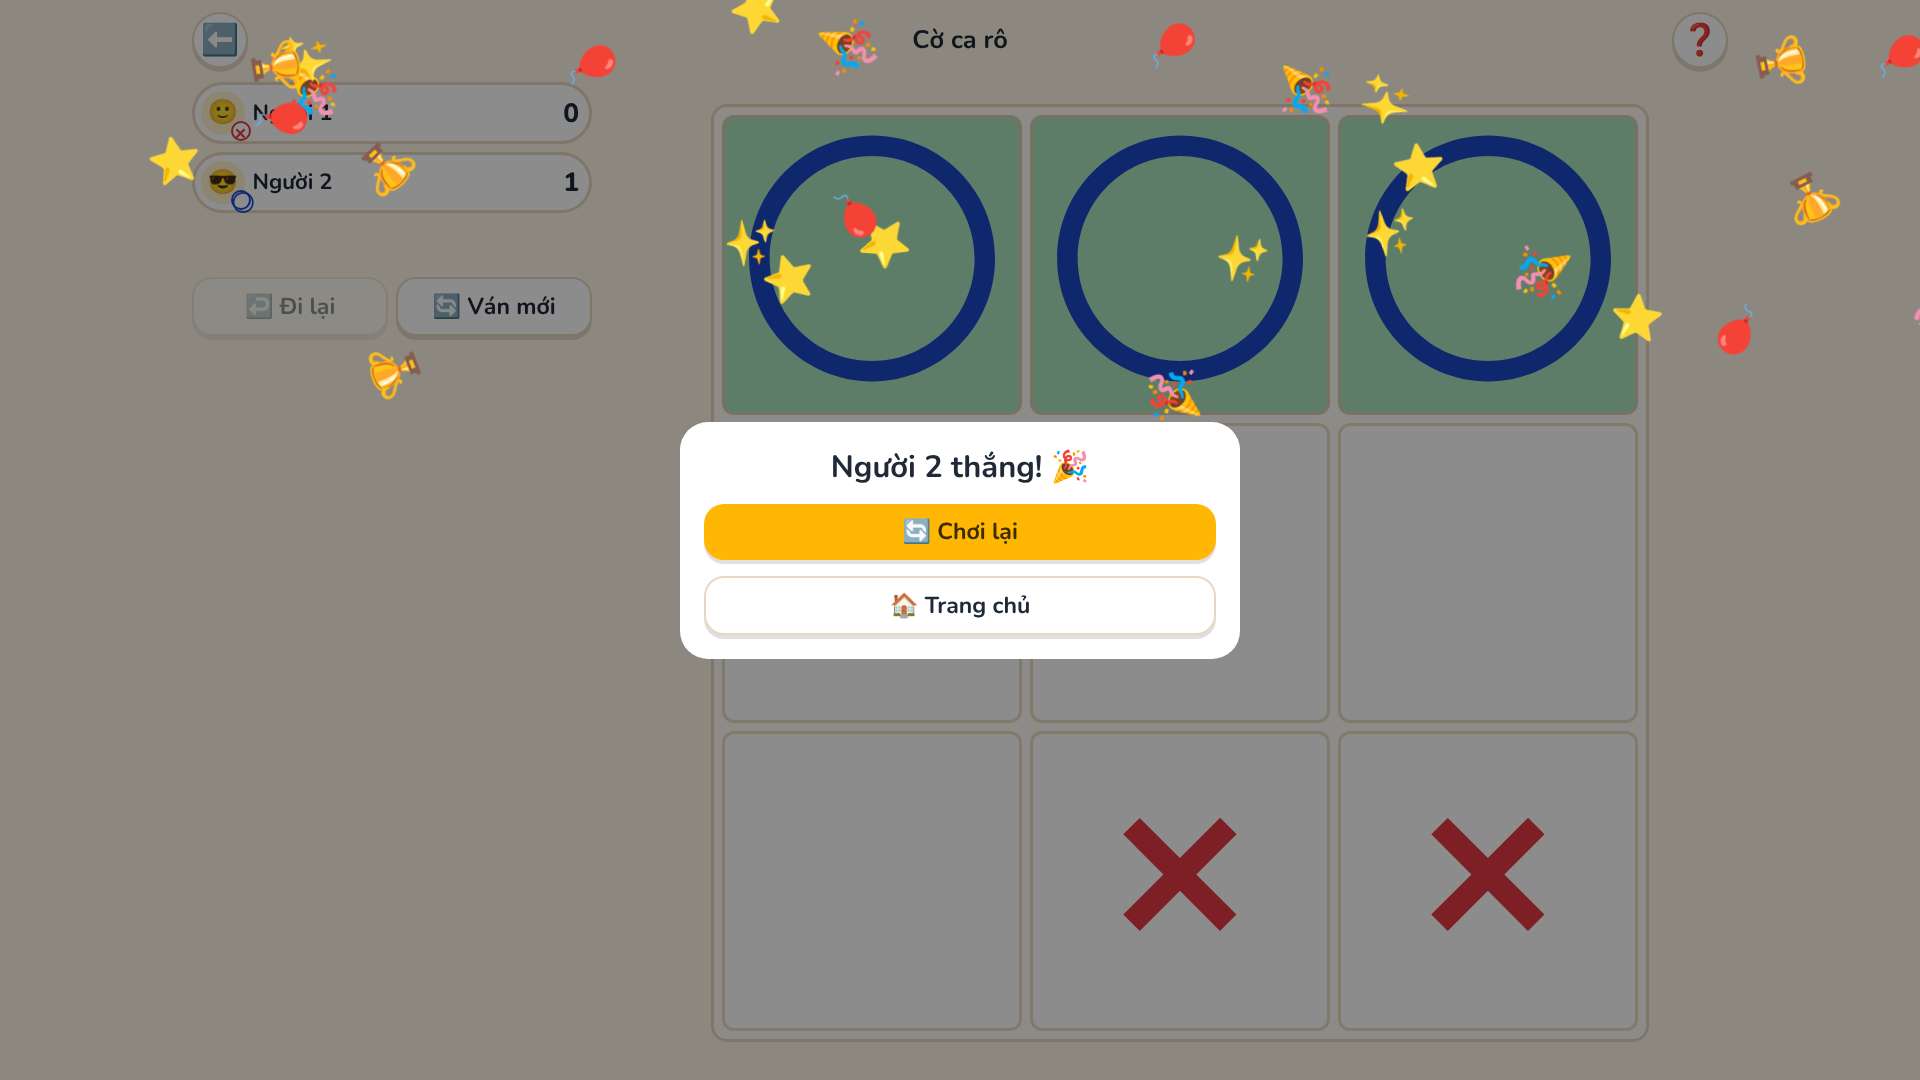 Cờ ca rô
0
Người 2
1
Đi lại
Ván mới
Người 2 thắng!
Chơi lại
Trang chủ